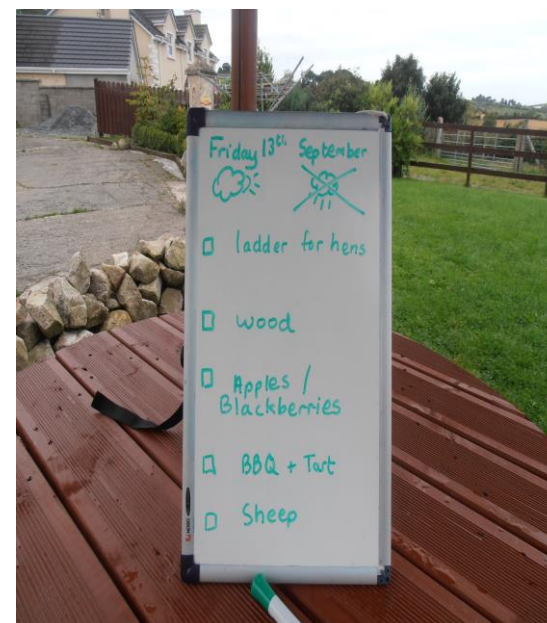 Friday 13th September
ladder for hens
wood
Apples /
Blackberries
BBQ + Tart
Sheep